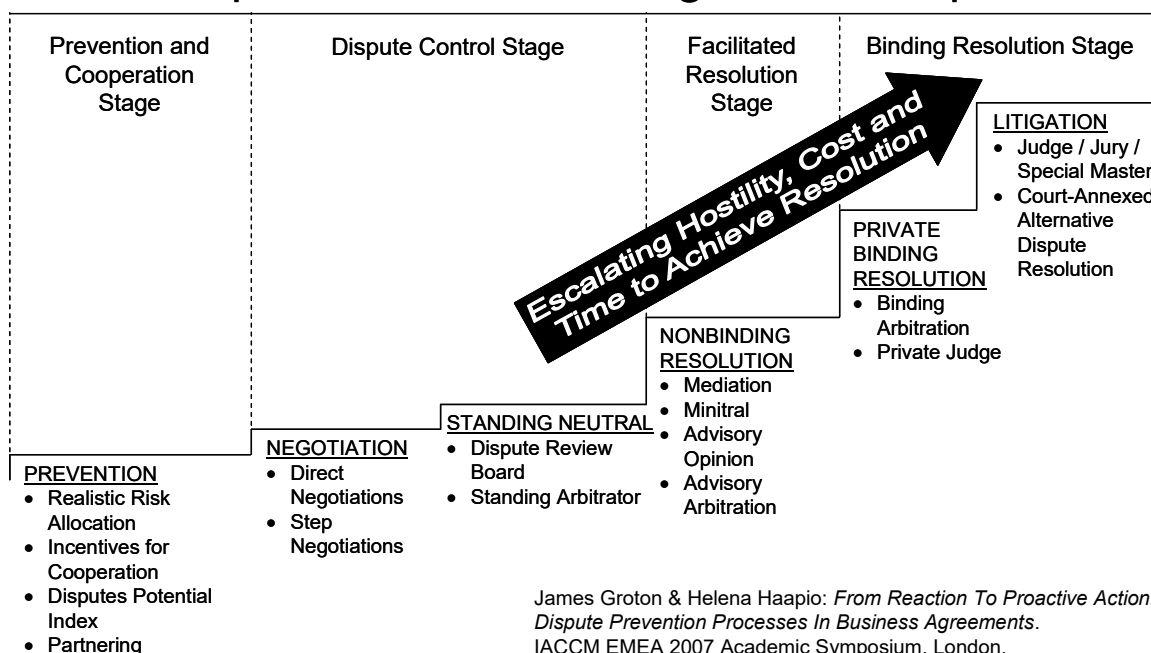 Prevention and
Cooperation
Stage
Dispute Control Stage
Facilitated
Resolution
Stage
Binding Resolution Stage
Escalating Hostility, Cost and
Time to Achieve Resolution
LITIGATION
• Judge / Jury /
Special Master
• Court-Annexed
Alternative
Dispute
Resolution
PRIVATE
BINDING
RESOLUTION
• Binding
Arbitration
• Private Judge
NONBINDING
RESOLUTION
• Mediation
• Minitral
• Advisory
Opinion
• Advisory
Arbitration
STANDING NEUTRAL
• Dispute Review
Board
• Standing Arbitrator
NEGOTIATION
• Direct
Negotiations
• Step
Negotiations
PREVENTION
• Realistic Risk
Allocation
• Incentives for
Cooperation
• Disputes Potential
Index
• Partnering
James Groton & Helena Haapio: From Reaction To Proactive Action.
Dispute Prevention Processes In Business Agreements.
IACCM EMEA 2007 Academic Symposium, London.